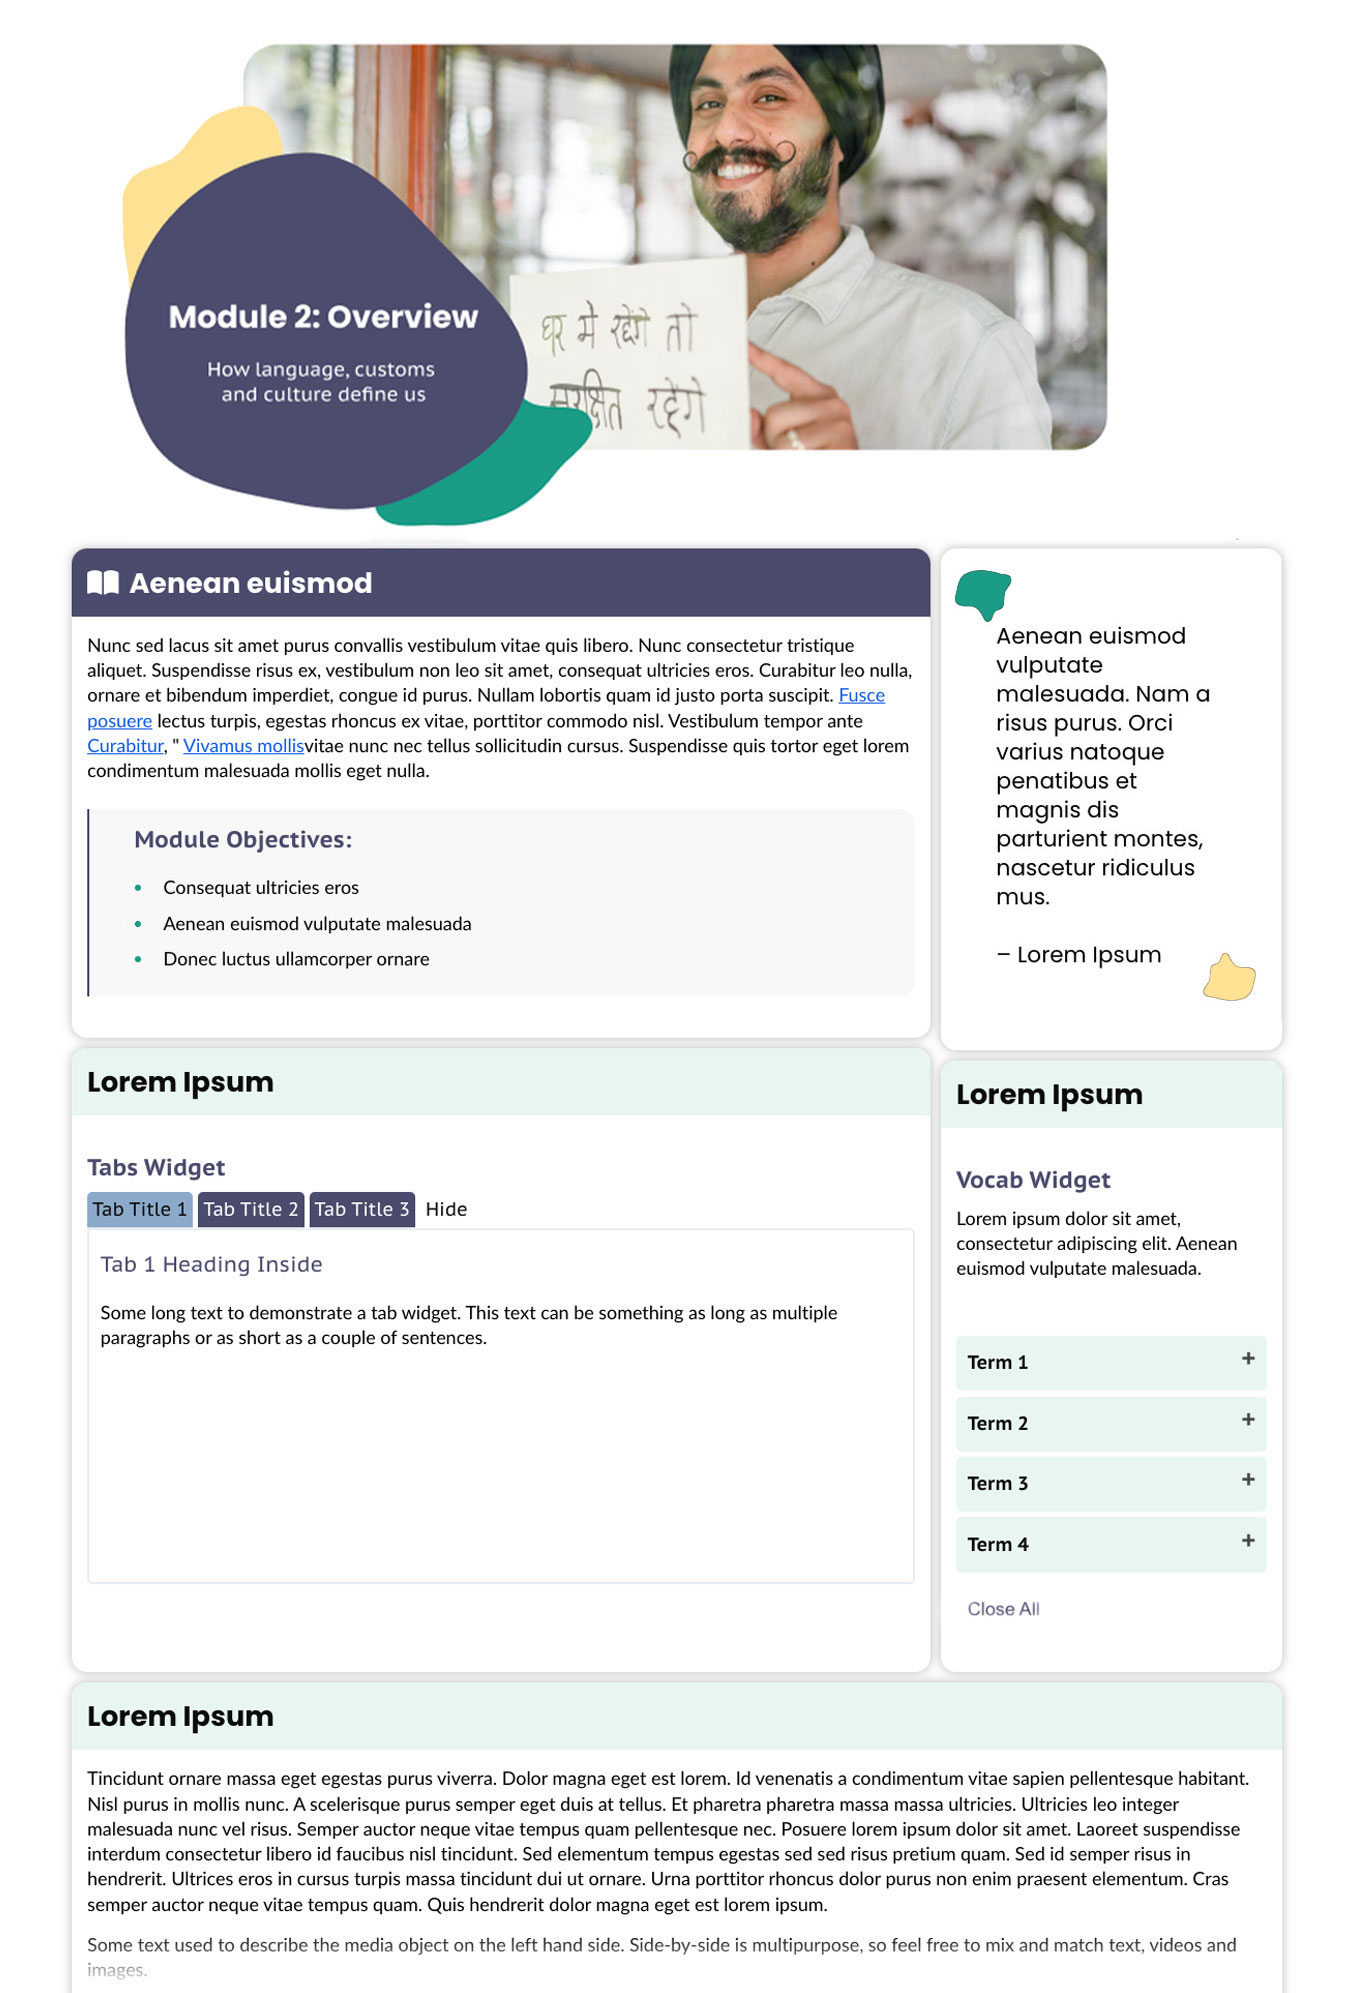 Module 2: Overview
How language, customs
and culture define us
घर मे रहेंगे तो
सुरक्षित रहेंगे
Aenean euismod
Nunc sed lacus sit amet purus convallis vestibulum vitae quis libero. Nunc consectetur tristique
aliquet. Suspendisse risus ex, vestibulum non leo sit amet, consequat ultricies eros. Curabitur leo nulla,
ornare et bibendum imperdiet, congue id purus. Nullam lobortis quam id justo porta suscipit. Fusce
posuere lectus turpis, egestas rhoncus ex vitae, porttitor commodo nisl. Vestibulum tempor ante
Curabitur, " Vivamus mollisvitae nunc nec tellus sollicitudin cursus. Suspendisse quis tortor eget lorem
condimentum malesuada mollis eget nulla.
Module Objectives:
• Consequat ultricies eros
• Aenean euismod vulputate malesuada
• Donec luctus ullamcorper ornare
Aenean euismod
vulputate
malesuada. Nam a
risus purus. Orci
varius natoque
penatibus et
magnis dis
parturient montes,
nascetur ridiculus
mus.
– Lorem Ipsum
Lorem Ipsum
Tabs Widget
Tab Title 1 Tab Title 2 Tab Title 3 Hide
Tab 1 Heading Inside
Some long text to demonstrate a tab widget. This text can be something as long as multiple
paragraphs or as short as a couple of sentences.
Lorem Ipsum
Vocab Widget
Lorem ipsum dolor sit amet,
consectetur adipiscing elit. Aenean
euismod vulputate malesuada.
Term 1 +
Term 2 +
Term 3 +
Term 4 +
Close All
Lorem Ipsum
Tincidunt ornare massa eget egestas purus viverra. Dolor magna eget est lorem. Id venenatis a condimentum vitae sapien pellentesque habitant.
Nisl purus in mollis nunc. A scelerisque purus semper eget duis at tellus. Et pharetra pharetra massa massa ultricies. Ultricies leo integer
malesuada nunc vel risus. Semper auctor neque vitae tempus quam pellentesque nec. Posuere lorem ipsum dolor sit amet. Laoreet suspendisse
interdum consectetur libero id faucibus nisl tincidunt. Sed elementum tempus egestas sed sed risus pretium quam. Sed id semper risus in
hendrerit. Ultrices eros in cursus turpis massa tincidunt dui ut ornare. Urna porttitor rhoncus dolor purus non enim praesent elementum. Cras
semper auctor neque vitae tempus quam. Quis hendrerit dolor magna eget est lorem ipsum.
Some text used to describe the media object on the left hand side. Side-by-side is multipurpose, so feel free to mix and match text, videos and
images.